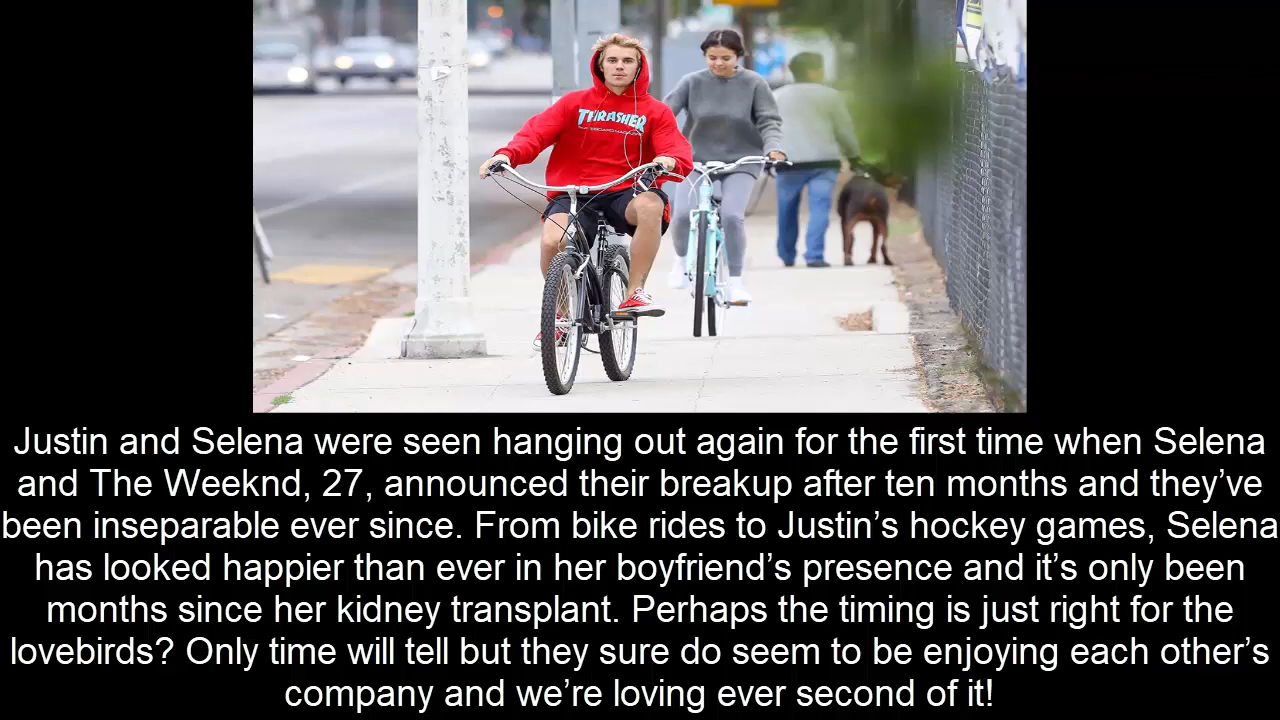 THRASHER
Justin and Selena were seen hanging out again for the first time when Selena
and The Weeknd, 27, announced their breakup after ten months and they’ve
been inseparable ever since. From bike rides to Justin’s hockey games, Selena
has looked happier than ever in her boyfriend’s presence and it’s only been
months since her kidney transplant. Perhaps the timing is just right for the
lovebirds? Only time will tell but they sure do seem to be enjoying each other’s
company and we’re loving ever second of it!